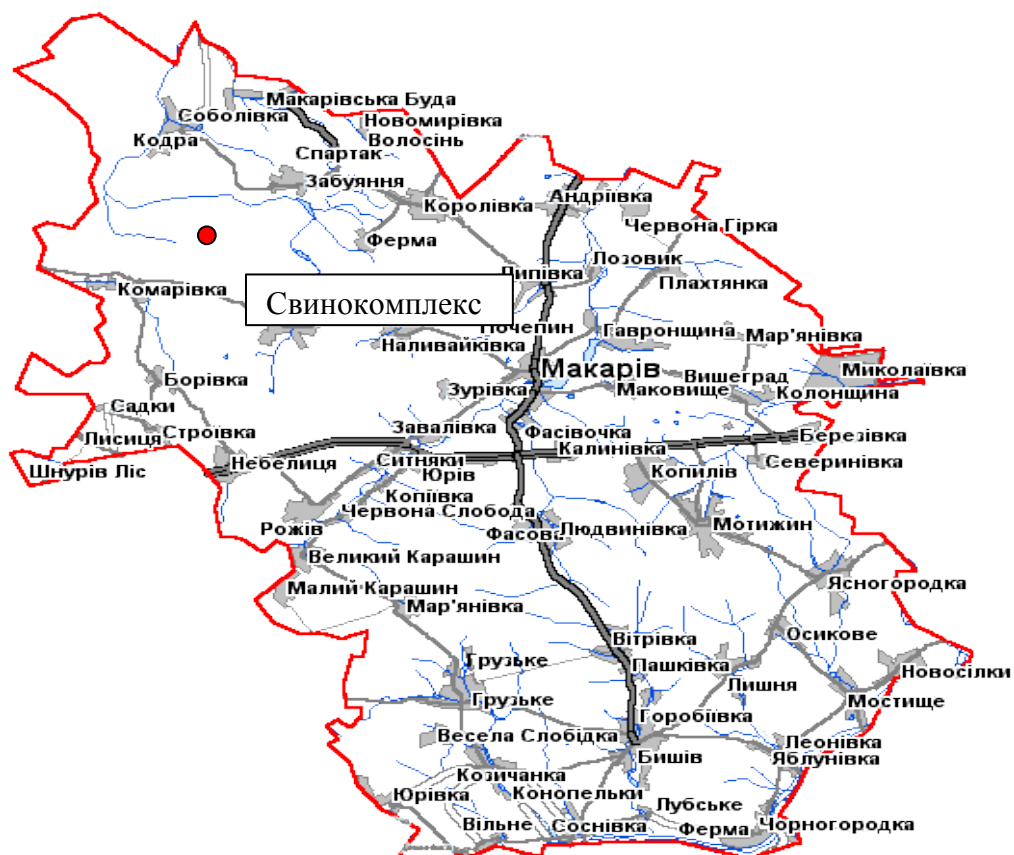 Макарівська Буда
Соболівка
Новомирівка
Кодра
Волосінь
Спартак
Забуяння
Королівка
Андріївка
Червона Гірка
Ферма
Липівка
Лозовик
Плахтянка
Комарівка
Свинокомплекс
Почепин
Гавронщина
Мар'янівка
Наливайківка
Макарів
Миколаївка
Борівка
Зурівка
Маковище
Вишеград
Колонщина
Садки
Строївка
Завалівка
Фасівочка
Березівка
Лисиця
Калинівка
Шнурів Ліс
Небелиця
Ситняки
Юрів
Копилів
Северинівка
Копіївка
Рожів
Червона Слобода
Фасова
Людвинівка
Мотижин
Великий Карашин
Ясногородка
Малий Карашин
Мар'янівка
Вітрівка
Осикове
Грузьке
Пашківка
Новосілки
Лишня
Грузьке
Мостище
Горобіївка
Весела Слобідка
Леонівка
Бишів
Яблунівка
Козичанка
Юрівка
Конопельки
Лубське
Вільне
Соснівка
Ферма
Чорногородка